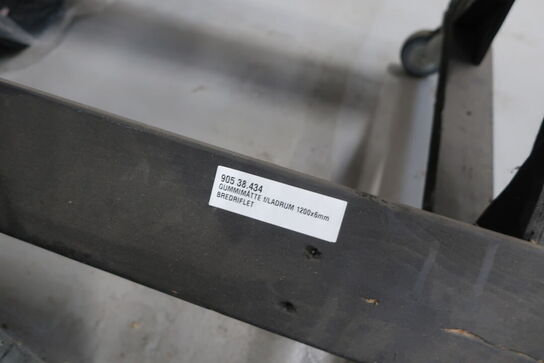 905 38.434
GUMMIMÅTTE f/LADRUM 1200x6mm
BREDRIFLET